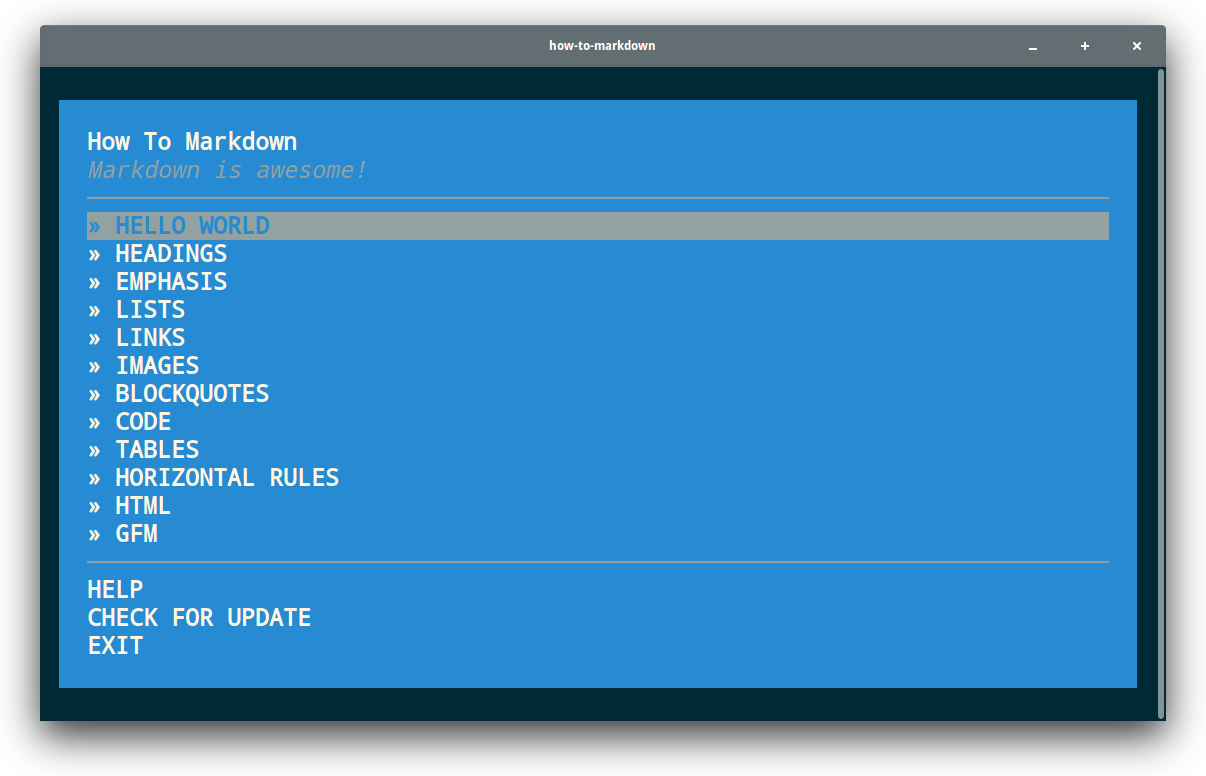 how-to-markdown
How To Markdown
Markdown is awesome!
» HELLO WORLD
» HEADINGS
» EMPHASIS
» LISTS
» LINKS
» IMAGES
» BLOCKQUOTES
» CODE
» TABLES
» HORIZONTAL RULES
» HTML
» GFM
HELP
CHECK FOR UPDATE
EXIT